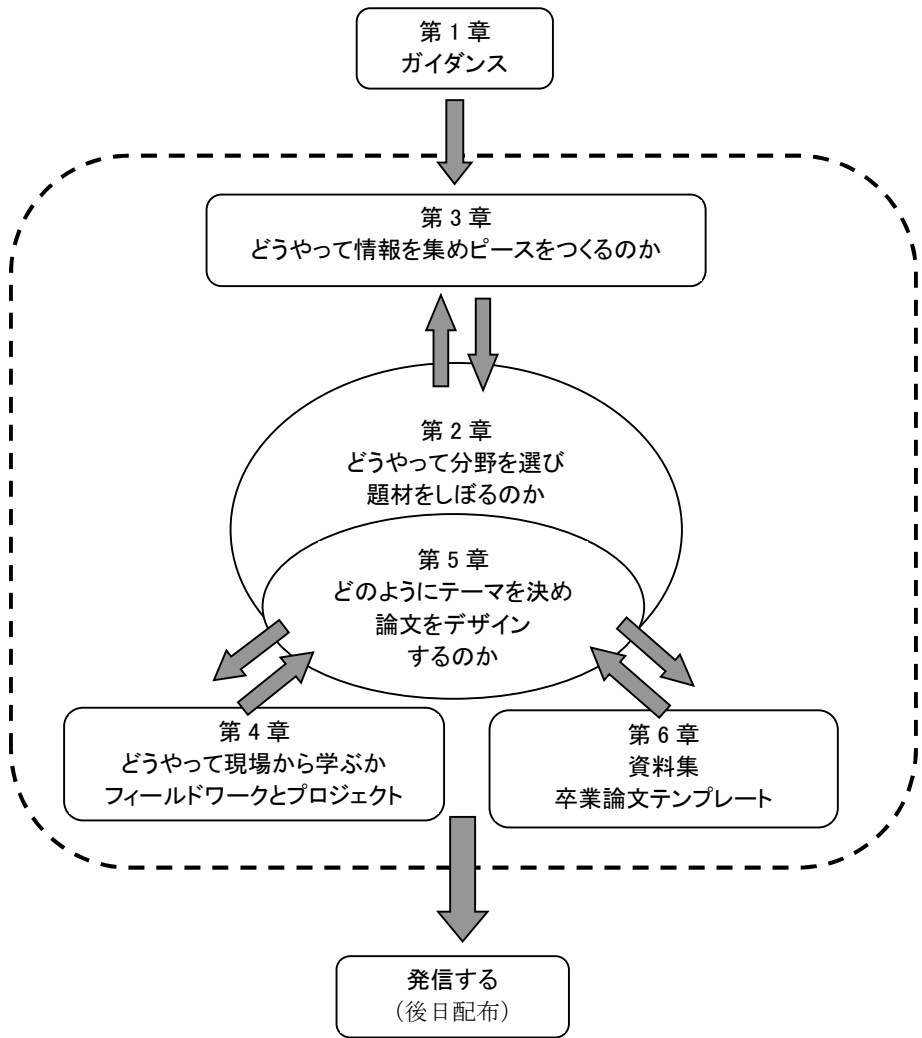 第1章
ガイダンス
第3章
どうやって情報を集めピースをつくるのか
第2章
どうやって分野を選び
題材をしぼるのか
第5章
どのようにテーマを決め
論文をデザイン
するのか
第4章
どうやって現場から学ぶか
フィールドワークとプロジェクト
第6章
資料集
卒業論文テンプレート
発信する
(後日配布)